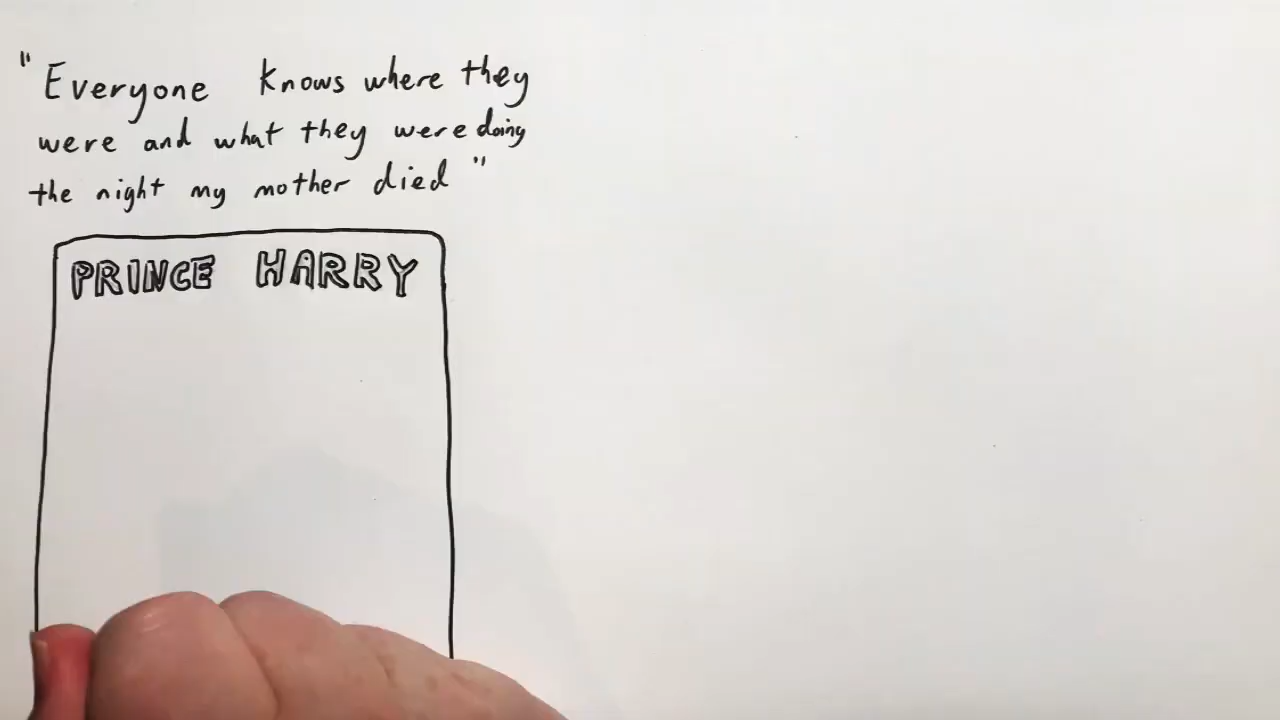 "Everyone knows where they
were and what they were doing
the night my mother died"
PRINCE HARRY